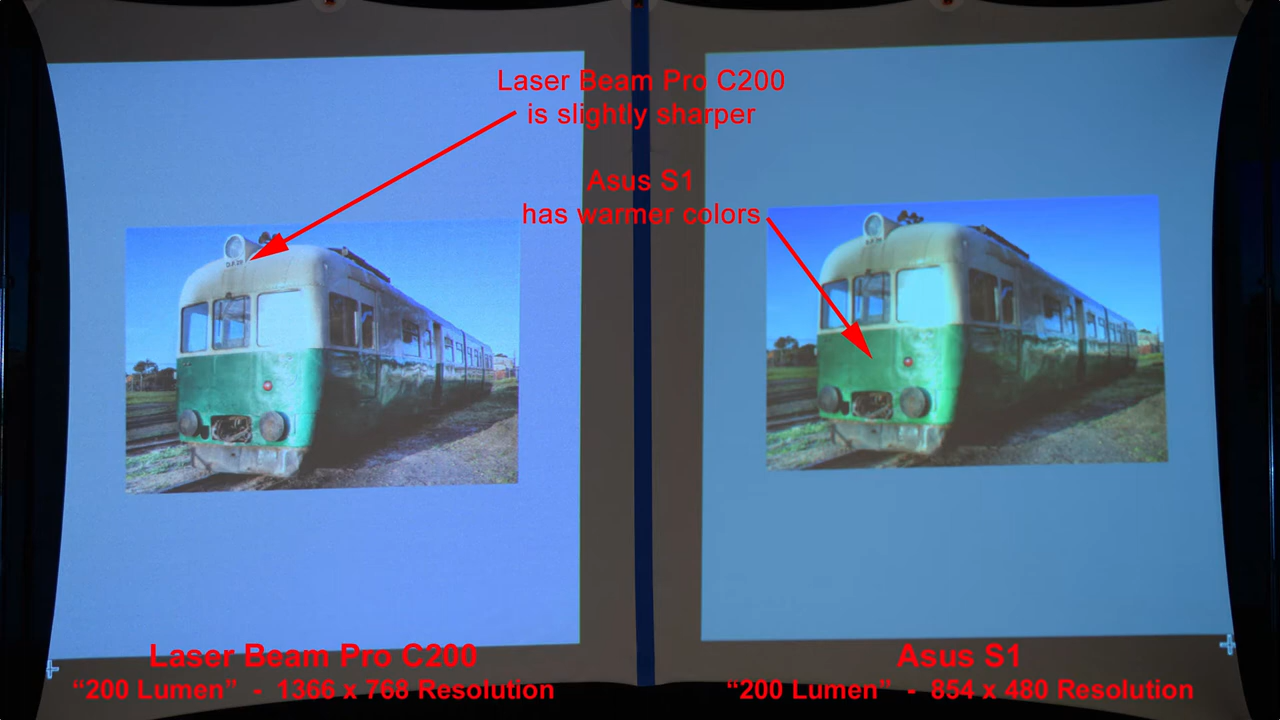 Laser Beam Pro C200
is slightly sharper
Asus S1
has warmer colors
Laser Beam Pro C200
“200 Lumen” - 1366 x 768 Resolution
Asus S1
“200 Lumen” - 854 x 480 Resolution